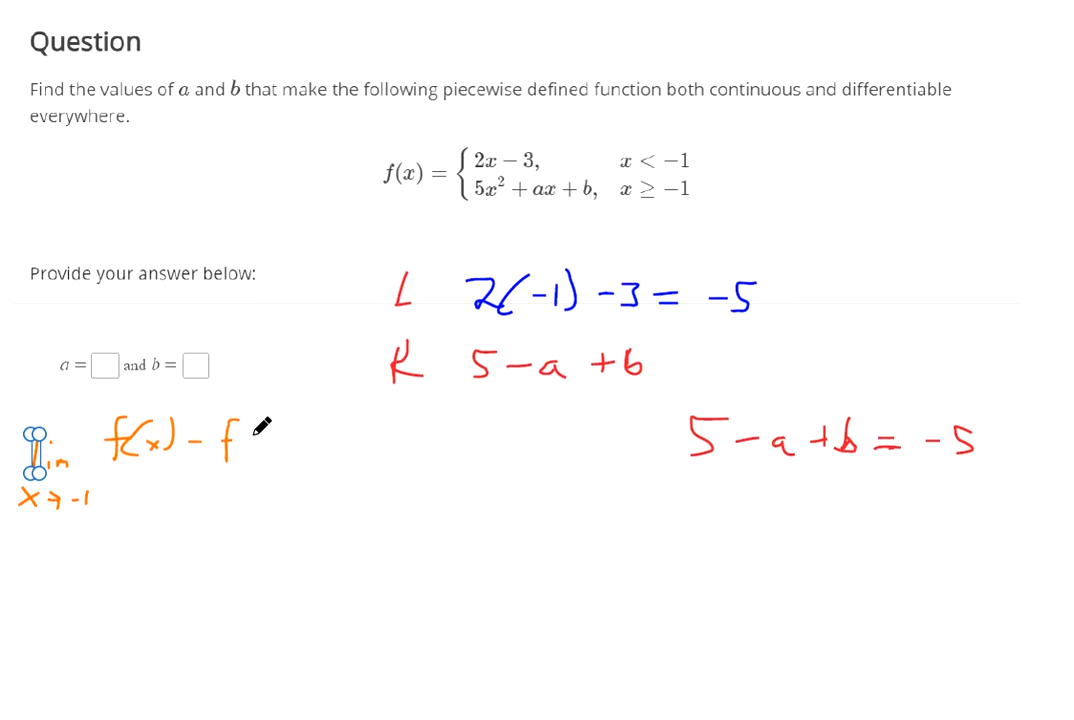 Question
Find the values of a and b that make the following piecewise defined function both continuous and differentiable
everywhere.
f(x) = { 2x − 3, x < −1
5x² + ax + b, x ≥ −1
Provide your answer below:
L 2(-1) -3 = -5
R 5 - a + b
a = and b =
lim f(x) - f
x → -1
5 - a + b = -5